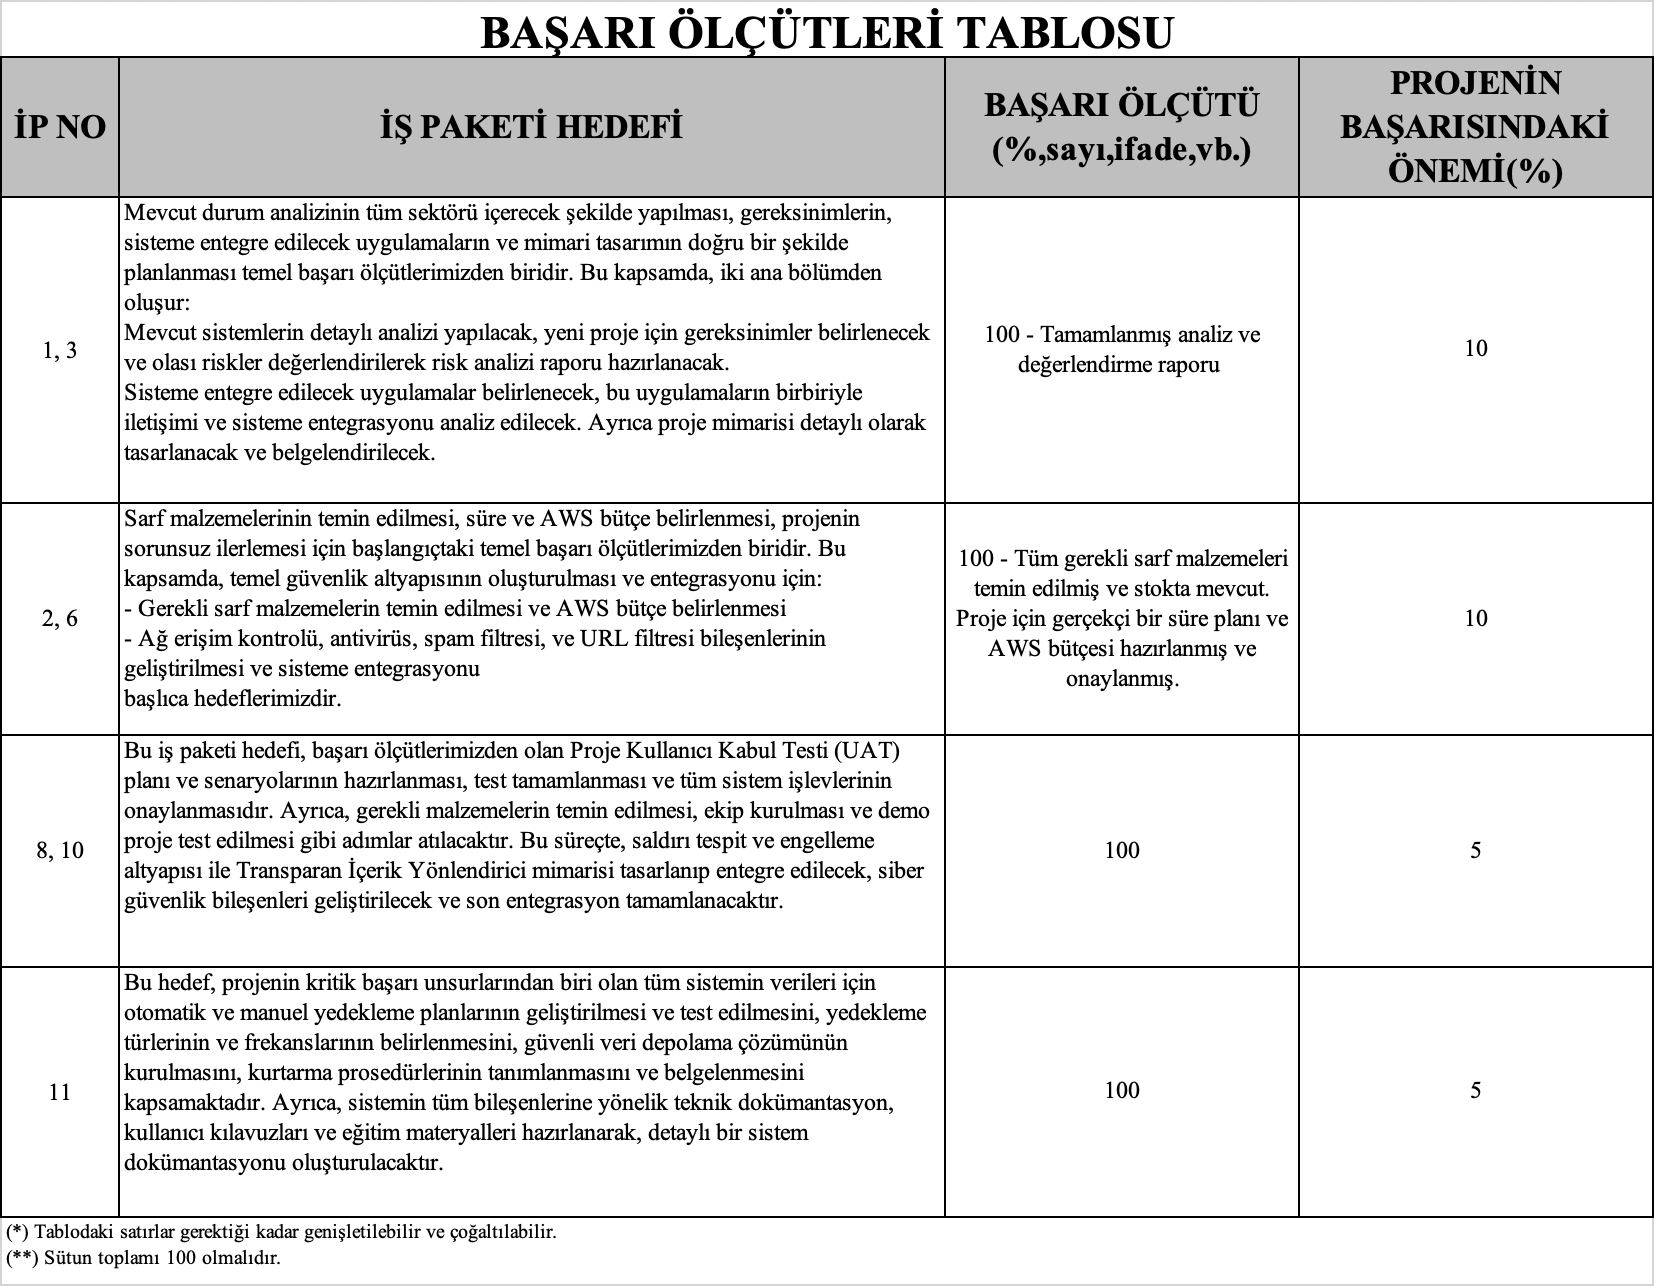 BAŞARI ÖLÇÜTLERİ TABLOSU
İP NO
İŞ PAKETİ HEDEFİ
BAŞARI ÖLÇÜTÜ
(%,sayı,ifade,vb.)
PROJENİN
BAŞARISINDAKİ
ÖNEMİ(%)
1, 3
Mevcut durum analizinin tüm sektörü içerecek şekilde yapılması, gereksinimlerin,
sisteme entegre edilecek uygulamaların ve mimari tasarımın doğru bir şekilde
planlanması temel başarı ölçütlerimizden biridir. Bu kapsamda, iki ana bölümden
oluşur:
Mevcut sistemlerin detaylı analizi yapılacak, yeni proje için gereksinimler belirlenecek
ve olası riskler değerlendirilerek risk analizi raporu hazırlanacak.
Sisteme entegre edilecek uygulamalar belirlenecek, bu uygulamaların birbiriyle
iletişimi ve sisteme entegrasyonu analiz edilecek. Ayrıca proje mimarisi detaylı olarak
tasarlanacak ve belgelendirilecek.
100 - Tamamlanmış analiz ve
değerlendirme raporu
10
2, 6
Sarf malzemelerinin temin edilmesi, süre ve AWS bütçe belirlenmesi, projenin
sorunsuz ilerlemesi için başlangıçtaki temel başarı ölçütlerimizden biridir. Bu
kapsamda, temel güvenlik altyapısının oluşturulması ve entegrasyonu için:
- Gerekli sarf malzemelerin temin edilmesi ve AWS bütçe belirlenmesi
- Ağ erişim kontrolü, antivirüs, spam filtresi, ve URL filtresi bileşenlerinin
geliştirilmesi ve sisteme entegrasyonu
başlıca hedeflerimizdir.
100 - Tüm gerekli sarf malzemeleri
temin edilmiş ve stokta mevcut.
Proje için gerçekçi bir süre planı ve
AWS bütçesi hazırlanmış ve
onaylanmış.
10
8, 10
Bu iş paketi hedefi, başarı ölçütlerimizden olan Proje Kullanıcı Kabul Testi (UAT)
planı ve senaryolarının hazırlanması, test tamamlanması ve tüm sistem işlevlerinin
onaylanmasıdır. Ayrıca, gerekli malzemelerin temin edilmesi, ekip kurulması ve demo
proje test edilmesi gibi adımlar atılacaktır. Bu süreçte, saldırı tespit ve engelleme
altyapısı ile Transparan İçerik Yönlendirici mimarisi tasarlanıp entegre edilecek, siber
güvenlik bileşenleri geliştirilecek ve son entegrasyon tamamlanacaktır.
100
5
11
Bu hedef, projenin kritik başarı unsurlarından biri olan tüm sistemin verileri için
otomatik ve manuel yedekleme planlarının geliştirilmesi ve test edilmesini, yedekleme
türlerinin ve frekanslarının belirlenmesini, güvenli veri depolama çözümünün
kurulmasını, kurtarma prosedürlerinin tanımlanmasını ve belgelenmesini
kapsamaktadır. Ayrıca, sistemin tüm bileşenlerine yönelik teknik dokümantasyon,
kullanıcı kılavuzları ve eğitim materyalleri hazırlanarak, detaylı bir sistem
dokümantasyonu oluşturulacaktır.
100
5
(*) Tablodaki satırlar gerektiği kadar genişletilebilir ve çoğaltılabilir.
(**) Sütun toplamı 100 olmalıdır.